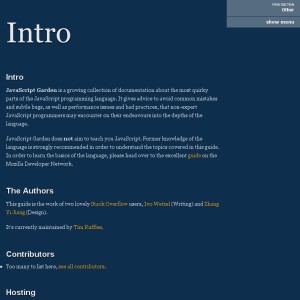 PREV SECTION
Other
show menu
Intro
Intro
JavaScript Garden is a growing collection of documentation about the most quirky
parts of the JavaScript programming language. It gives advice to avoid common mistakes
and subtle bugs, as well as performance issues and bad practices, that non-expert
JavaScript programmers may encounter on their endeavours into the depths of the
language.
JavaScript Garden does not aim to teach you JavaScript. Former knowledge of the
language is strongly recommended in order to understand the topics covered in this guide.
In order to learn the basics of the language, please head over to the excellent guide on the
Mozilla Developer Network.
The Authors
This guide is the work of two lovely Stack Overflow users, Ivo Wetzel (Writing) and Zhang
Yi Jiang (Design).
It's currently maintained by Tim Ruffles.
Contributors
Too many to list here, see all contributors.
Hosting